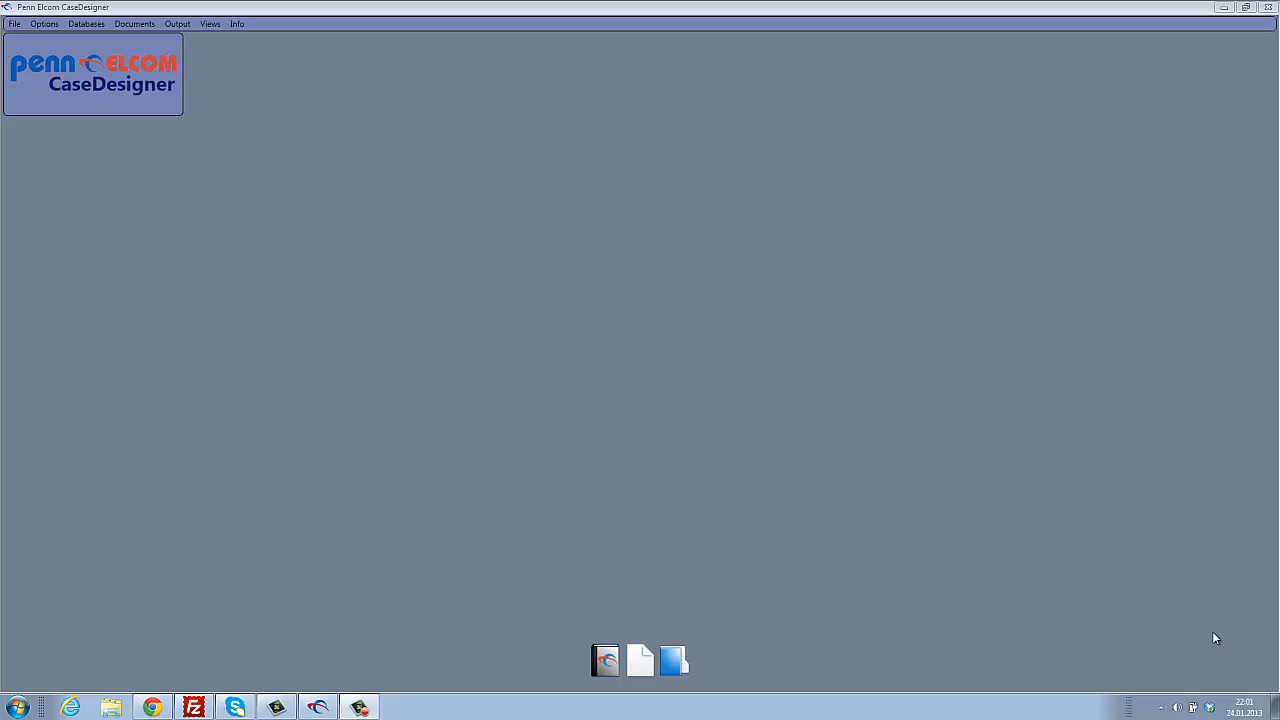 Penn Elcom CaseDesigner
File Options Databases Documents Output Views Info
penn ELCOM
CaseDesigner
22:01
24.01.2013